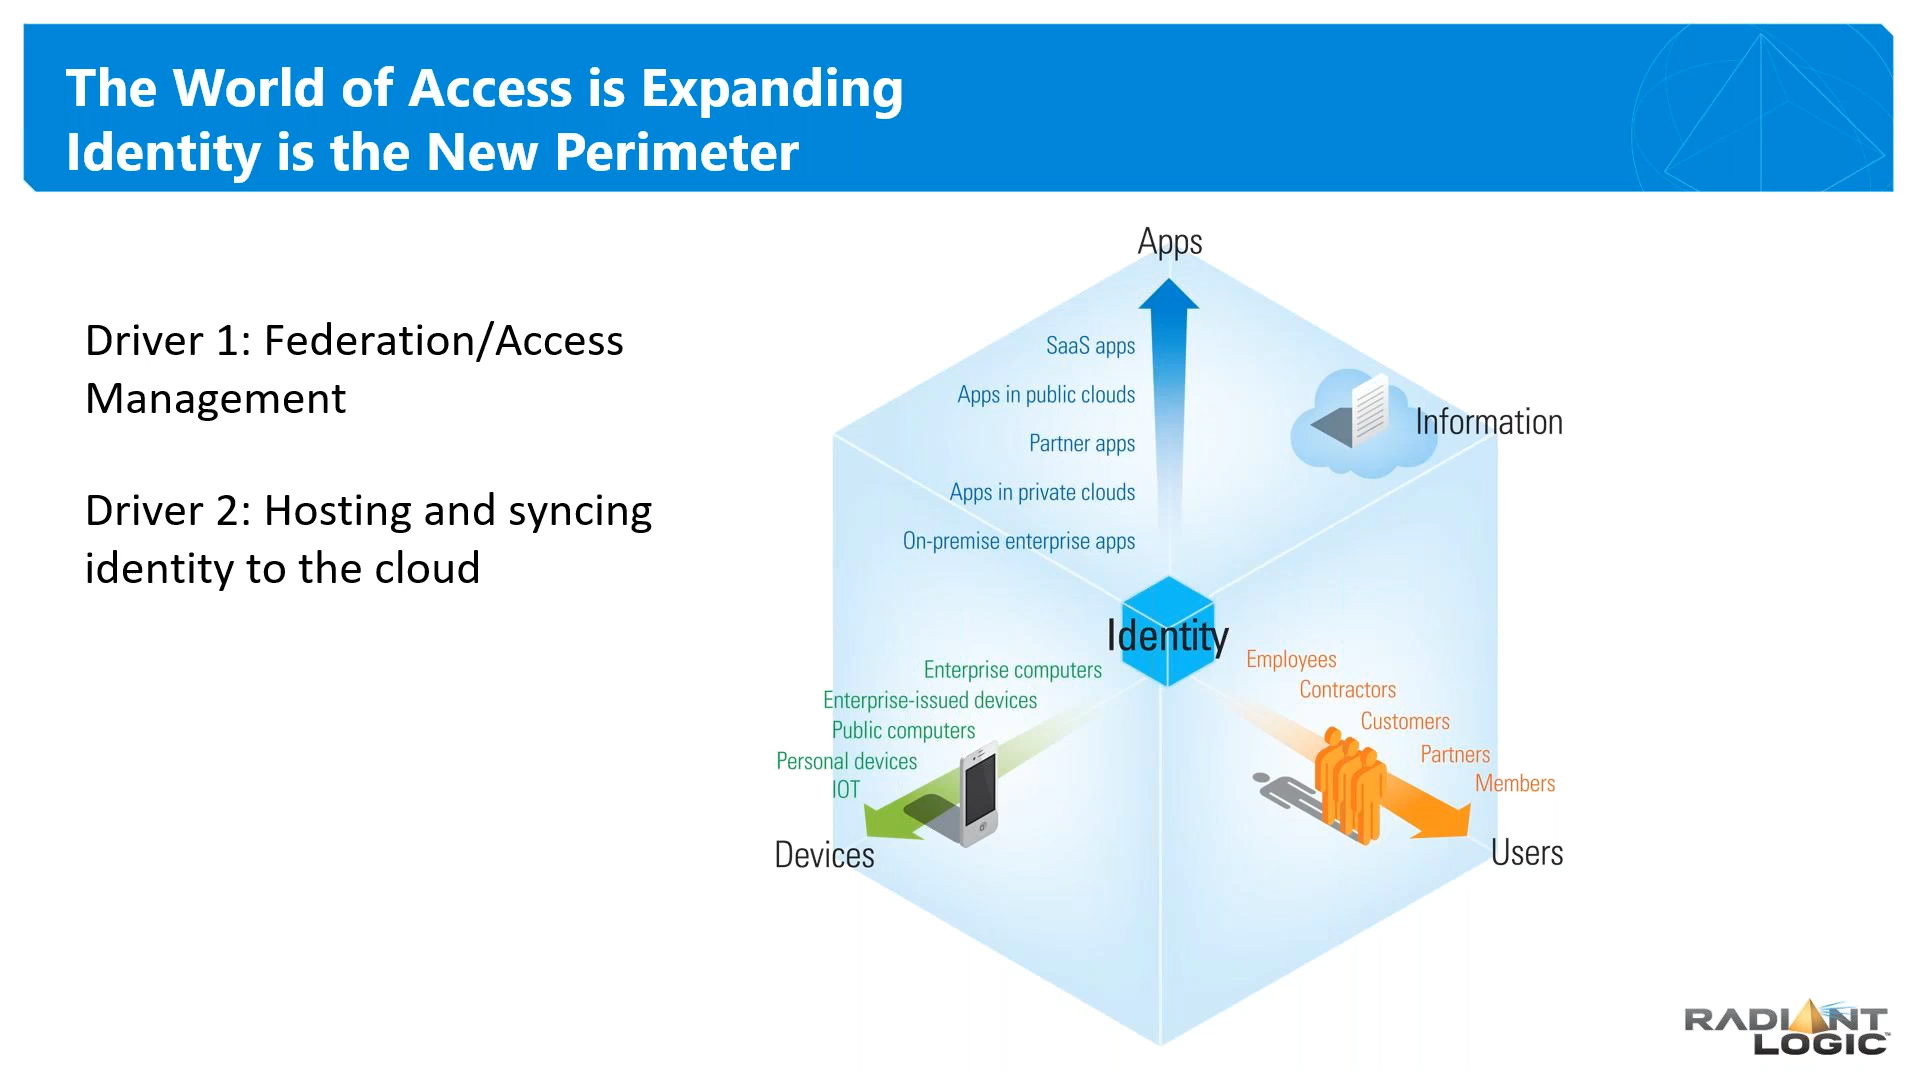 The World of Access is Expanding
Identity is the New Perimeter
Driver 1: Federation/Access
Management
Driver 2: Hosting and syncing
identity to the cloud
Apps
SaaS apps
Apps in public clouds
Partner apps
Apps in private clouds
On-premise enterprise apps
Information
Identity
Enterprise computers
Enterprise-issued devices
Public computers
Personal devices
IOT
Devices
Employees
Contractors
Customers
Partners
Members
Users
RADIANT
LOGIC™